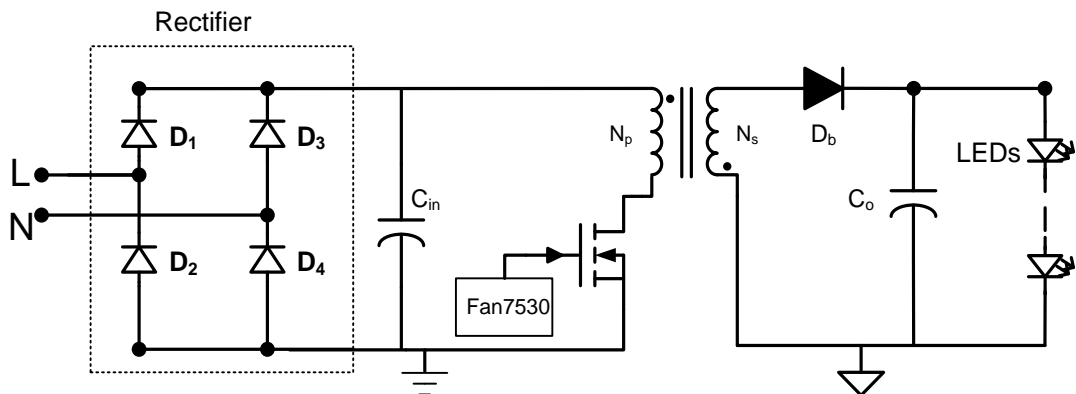 Rectifier
D1
D3
Np
Ns
Db
LEDs
L
Cin
Co
N
D2
D4
Fan7530